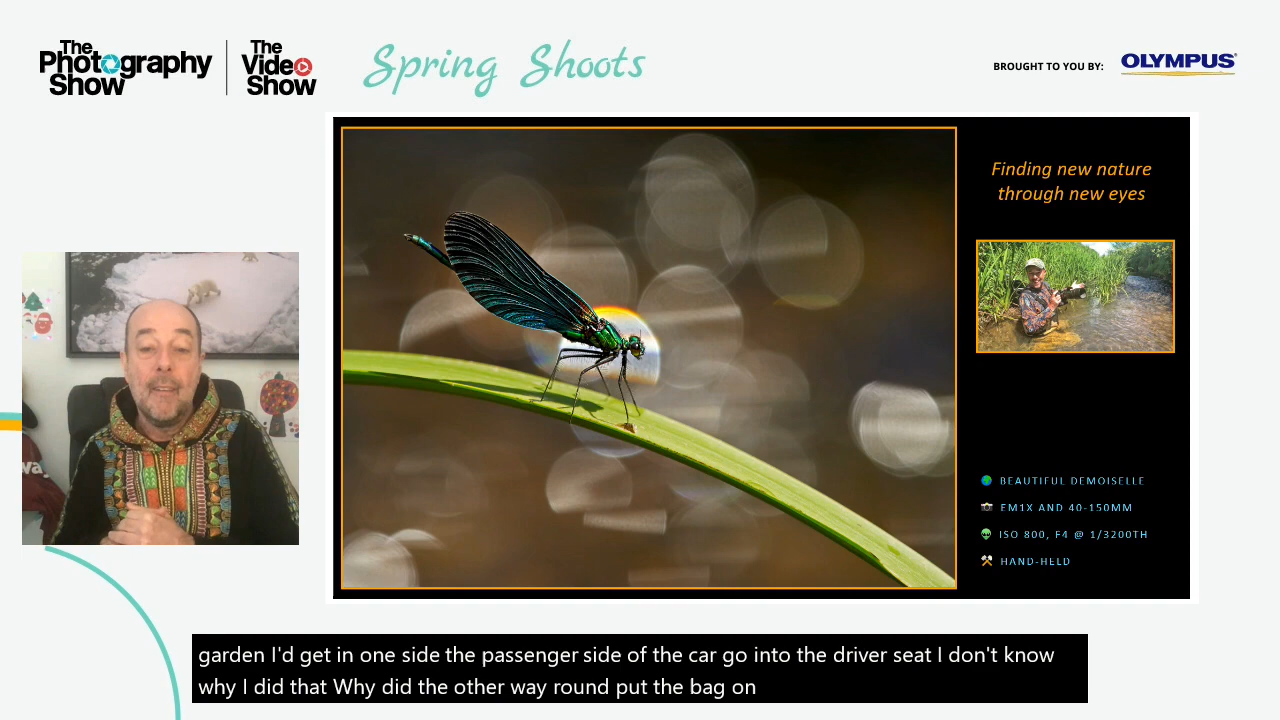 The Photography Show
The Video Show
Spring Shoots
BROUGHT TO YOU BY:
OLYMPUS
Finding new nature
through new eyes
BEAUTIFUL DEMOISELLE
EM1X AND 40-150MM
ISO 800, F4 @ 1/3200TH
HAND-HELD
garden I'd get in one side the passenger side of the car go into the driver seat I don't know
why I did that Why did the other way round put the bag on